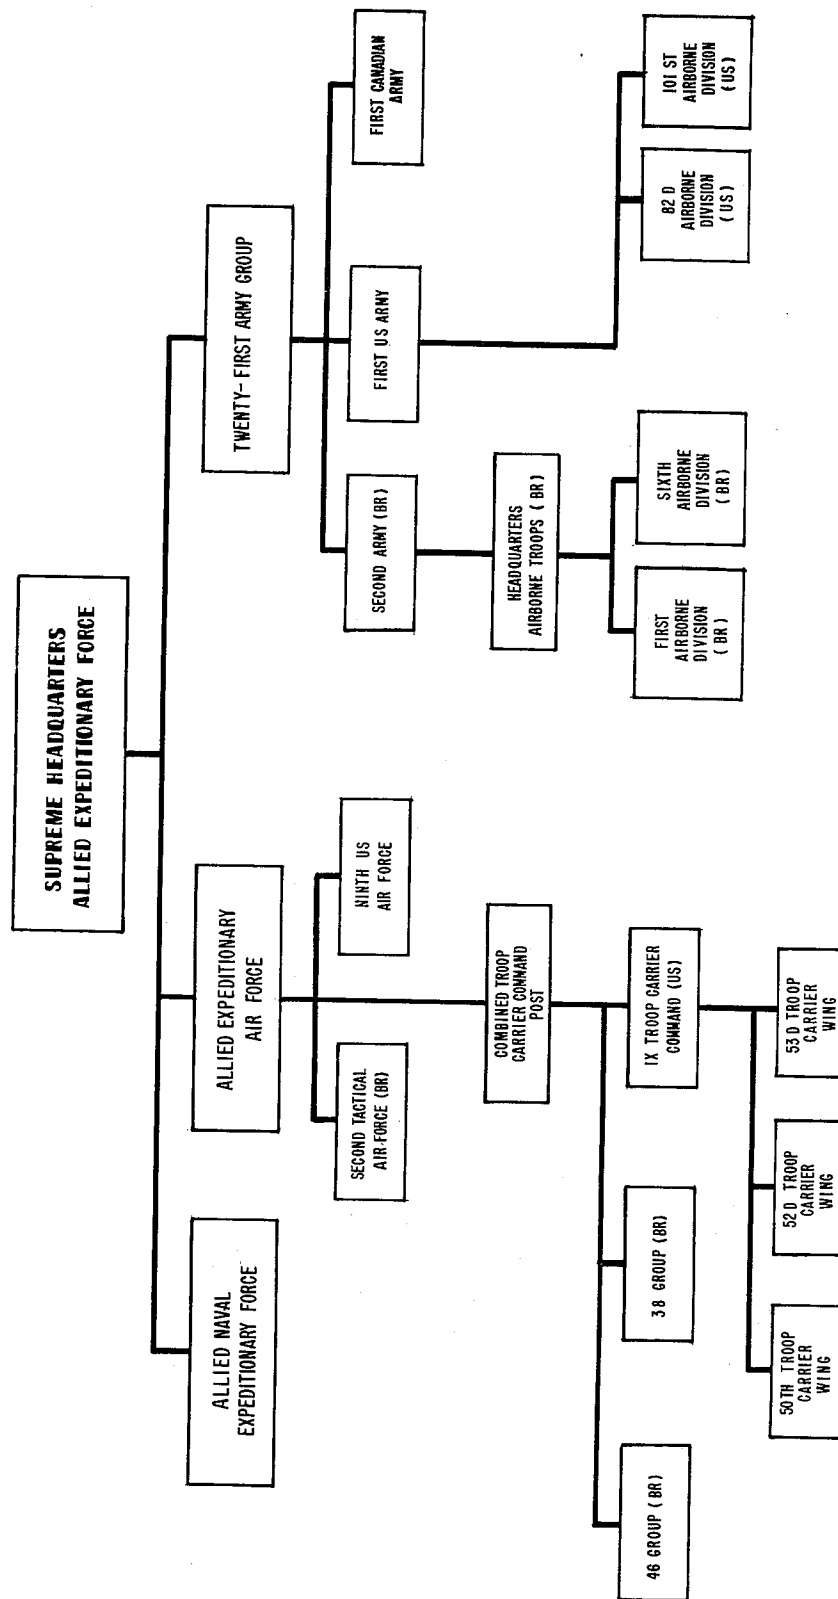 SUPREME HEADQUARTERS
ALLIED EXPEDITIONARY FORCE
ALLIED NAVAL
EXPEDITIONARY FORCE
ALLIED EXPEDITIONARY
AIR FORCE
TWENTY-FIRST ARMY GROUP
SECOND TACTICAL
AIR FORCE (BR)
NINTH US
AIR FORCE
SECOND ARMY (BR)
FIRST US ARMY
FIRST CANADIAN
ARMY
COMBINED TROOP
CARRIER COMMAND
POST
HEADQUARTERS
AIRBORNE TROOPS (BR)
46 GROUP (BR)
38 GROUP (BR)
IX TROOP CARRIER
COMMAND (US)
FIRST
AIRBORNE
DIVISION
(BR)
SIXTH
AIRBORNE
DIVISION
(BR)
82 D
AIRBORNE
DIVISION
(US)
101 ST
AIRBORNE
DIVISION
(US)
50TH TROOP
CARRIER
WING
52 D TROOP
CARRIER
WING
53 D TROOP
CARRIER
WING